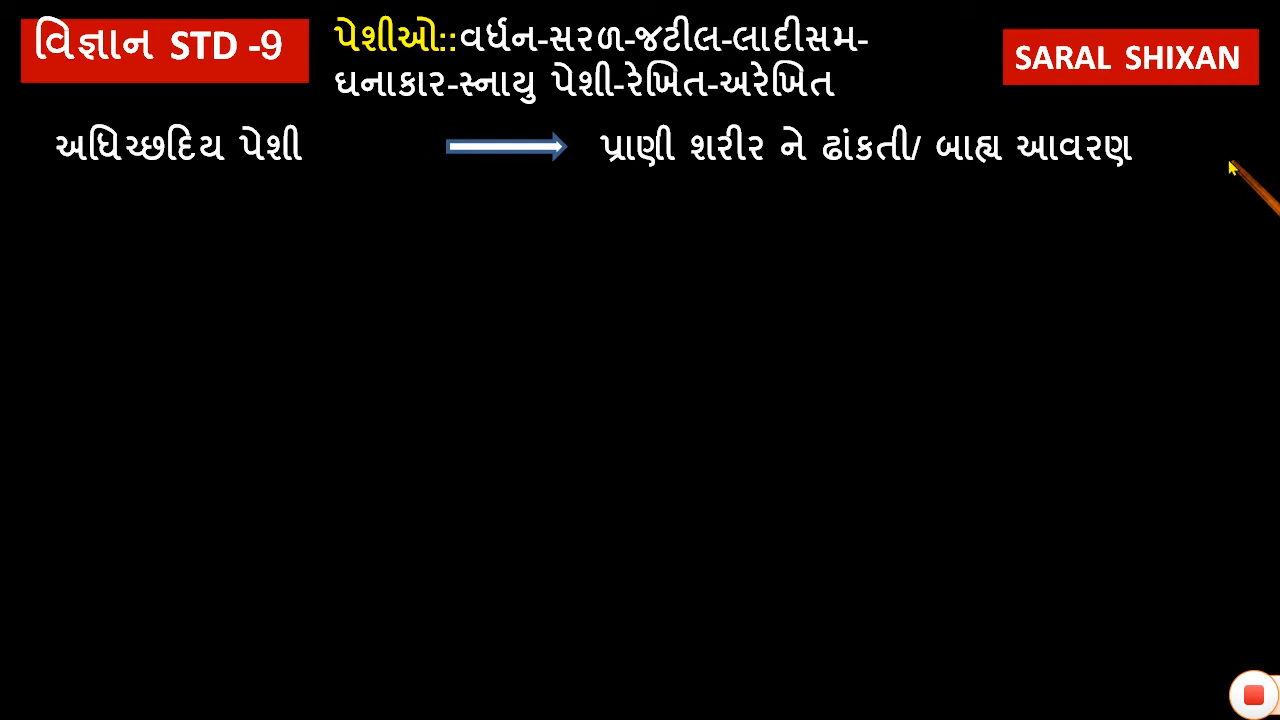 વિજ્ઞાન STD -9
પેશીઓ::વર્ધન-સરળ-જટીલ-લાદીસમ-
ઘનાકાર-સ્નાયુ પેશી-રેખિત-અરેખિત
SARAL SHIXAN
અધિચ્છદિય પેશી
પ્રાણી શરીર ને ઢાંકતી/ બાહ્ય આવરણ